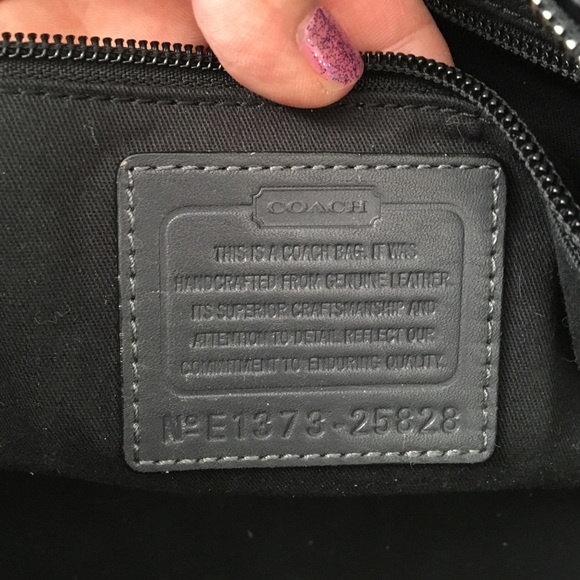 COACH
THIS IS A COACH BAG. IT WAS
HANDCRAFTED FROM GENUINE LEATHER.
ITS SUPERIOR CRAFTSMANSHIP AND
ATTENTION TO DETAIL REFLECT OUR
COMMITMENT TO ENDURING QUALITY.
Nº E1373-25828